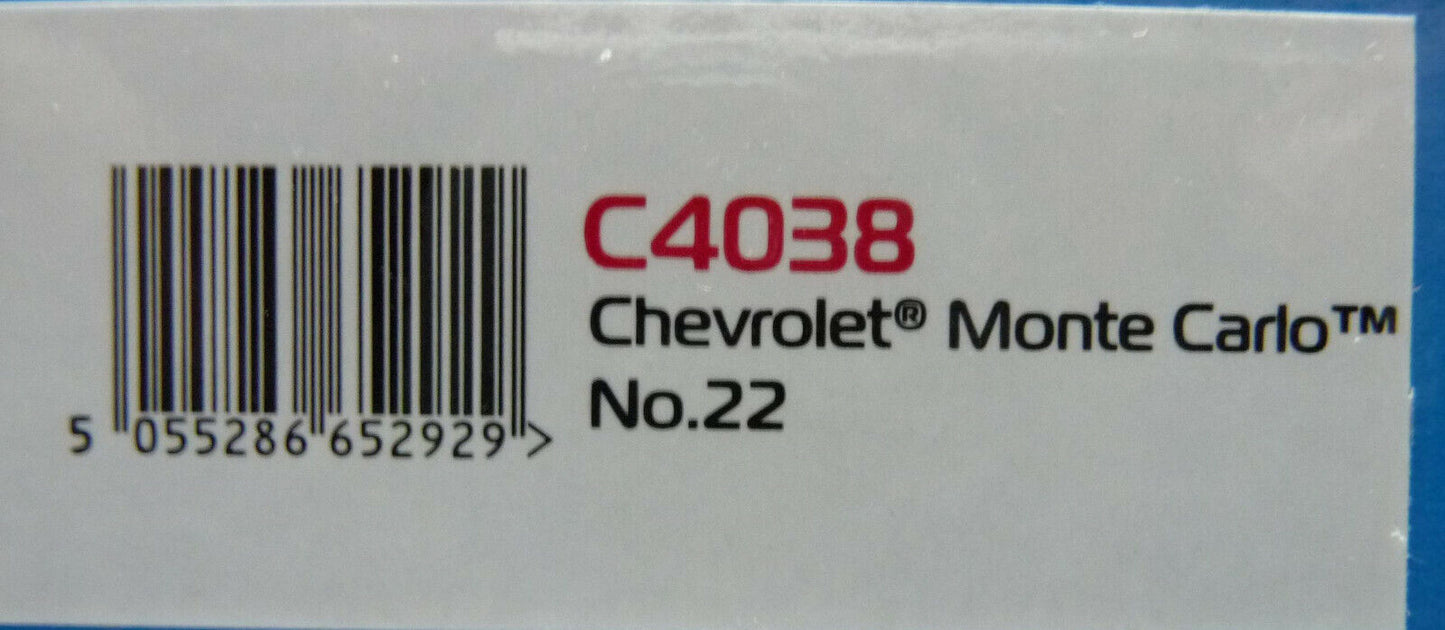 C4038
Chevrolet® Monte Carlo™
No.22
5 055286 652929 >